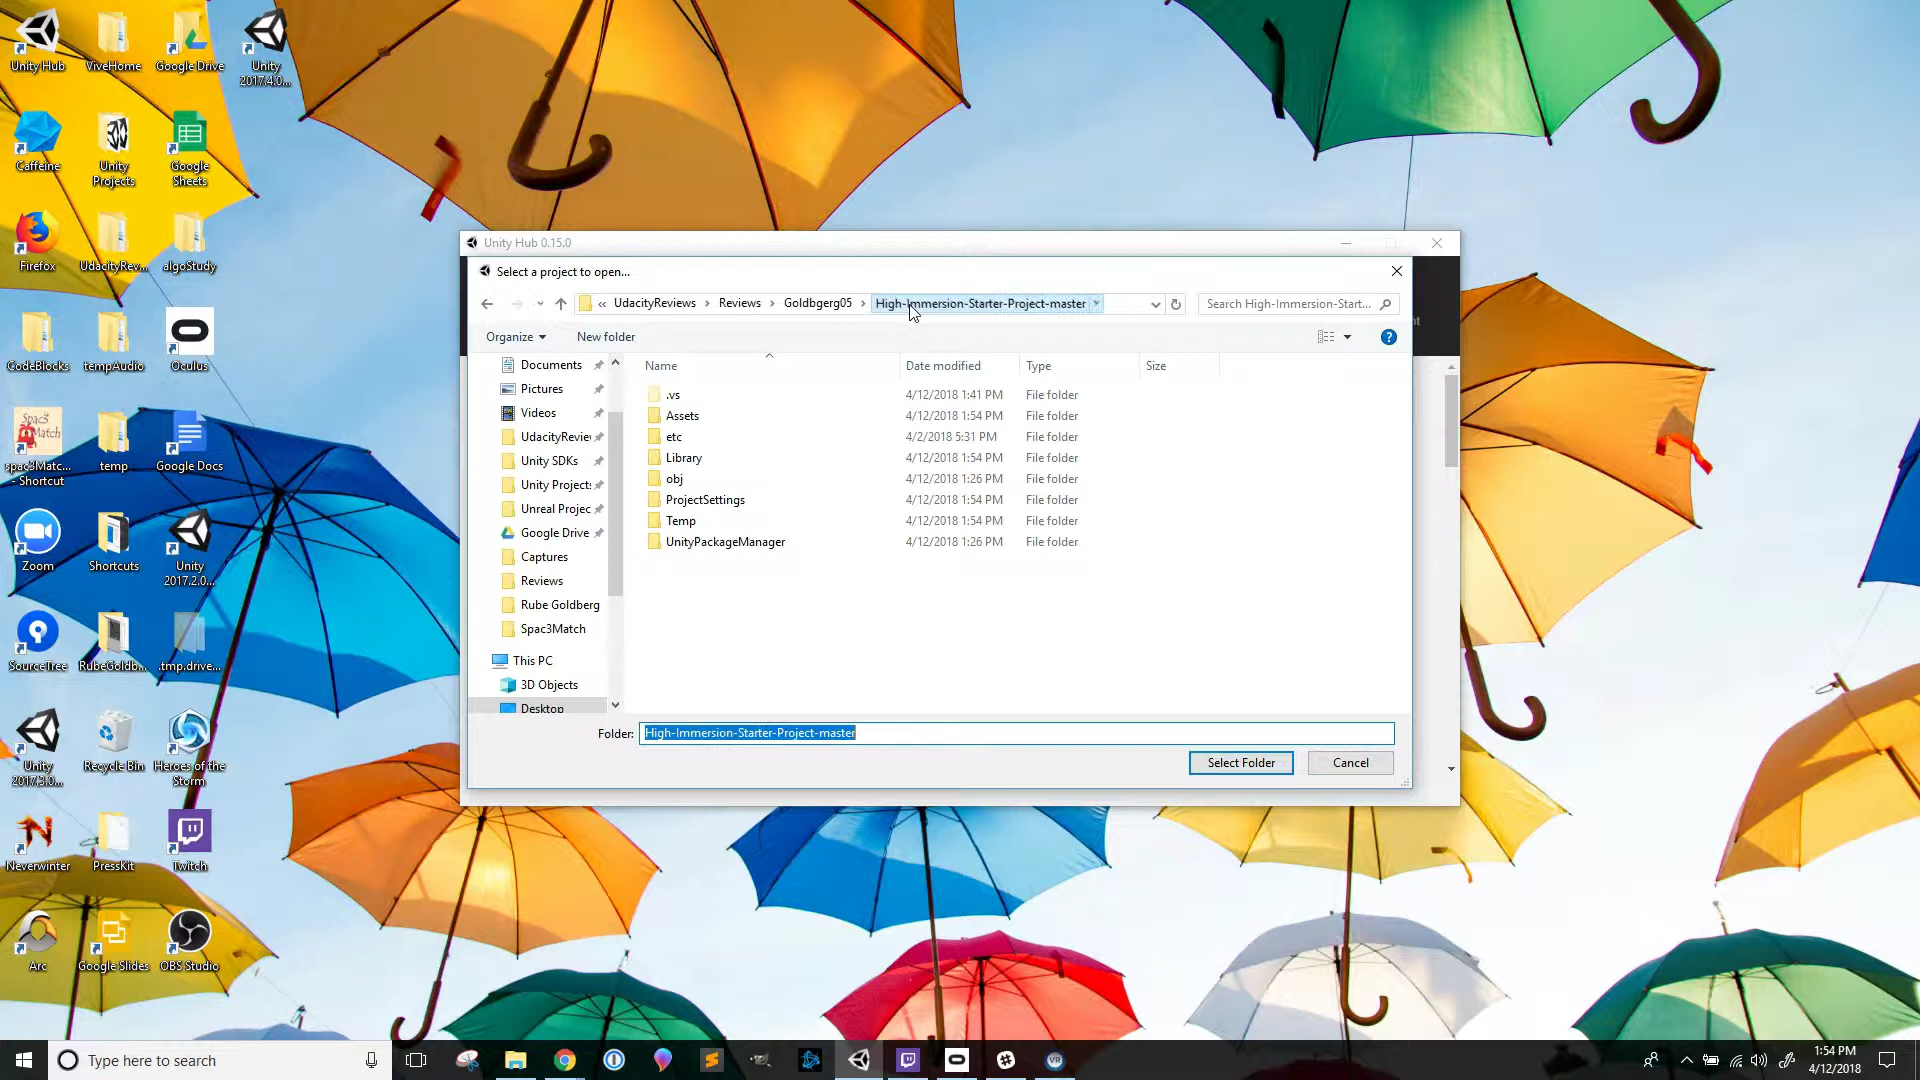 Unity Hub
ViveHome
Google Drive
Unity
2017.4.0...
Caffeine
Unity
Projects
Google
Sheets
Firefox
UdacityRev...
algoStudy
CodeBlocks
tempAudio
Oculus
Spac3
Match
spac3Matc...
- Shortcut
temp
Google Docs
Zoom
Shortcuts
Unity
2017.2.0...
SourceTree
RubeGoldb...
.tmp.drive...
Unity
2017.3.0...
Recycle Bin
Heroes of the
Storm
Neverwinter
PressKit
Twitch
Arc
Google Slides
OBS Studio
Unity Hub 0.15.0
Select a project to open...
« UdacityReviews › Reviews › Goldbgerg05 › High-Immersion-Starter-Project-master
Search High-Immersion-Start...
Organize
New folder
Name
Date modified
Type
Size
Documents
Pictures
Videos
UdacityRevie
Unity SDKs
Unity Projects
Unreal Projec
Google Drive
Captures
Reviews
Rube Goldberg
Spac3Match
This PC
3D Objects
Desktop
.vs 4/12/2018 1:41 PM File folder
Assets 4/12/2018 1:54 PM File folder
etc 4/2/2018 5:31 PM File folder
Library 4/12/2018 1:54 PM File folder
obj 4/12/2018 1:26 PM File folder
ProjectSettings 4/12/2018 1:54 PM File folder
Temp 4/12/2018 1:54 PM File folder
UnityPackageManager 4/12/2018 1:26 PM File folder
Folder: High-Immersion-Starter-Project-master
Select Folder
Cancel
Type here to search
VR
1:54 PM
4/12/2018